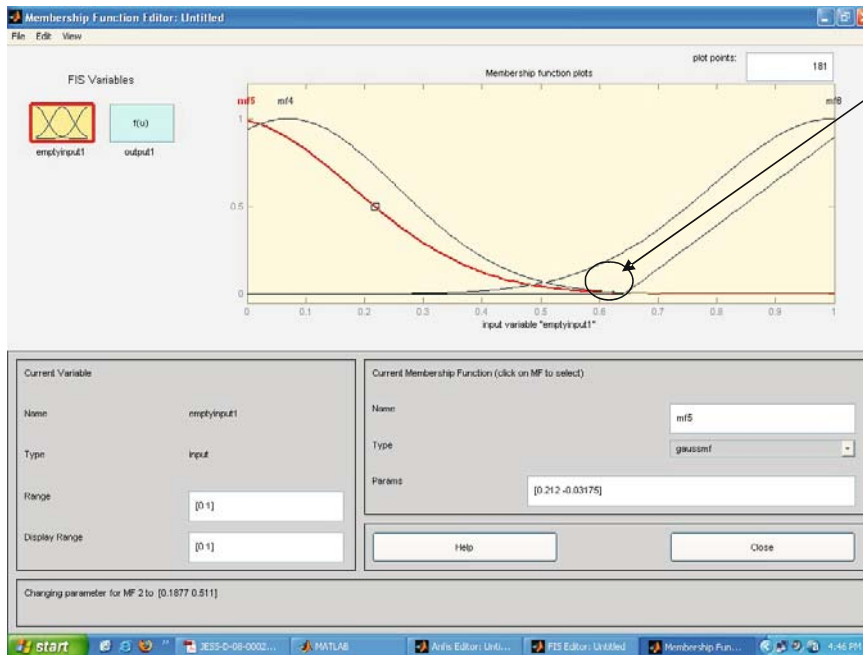 Membership Function Editor: Untitled
File Edit View
FIS Variables
f(u)
emptyinput1 output1
plot points: 181
Membership function plots
mf5 mf4 mf6
1
0.5
0
0 0.1 0.2 0.3 0.4 0.5 0.6 0.7 0.8 0.9 1
input variable "emptyinput1"
Current Variable
Name emptyinput1
Type input
Range [0 1]
Display Range [0 1]
Current Membership Function (click on MF to select)
Name mf5
Type gaussmf
Params [0.212 -0.03175]
Help Close
Changing parameter for MF 2 to [0.1877 0.511]
start JESS-D-08-0002... MATLAB Anfis Editor: Unti... FIS Editor: Untitled Membership Fun... 4:46 PM